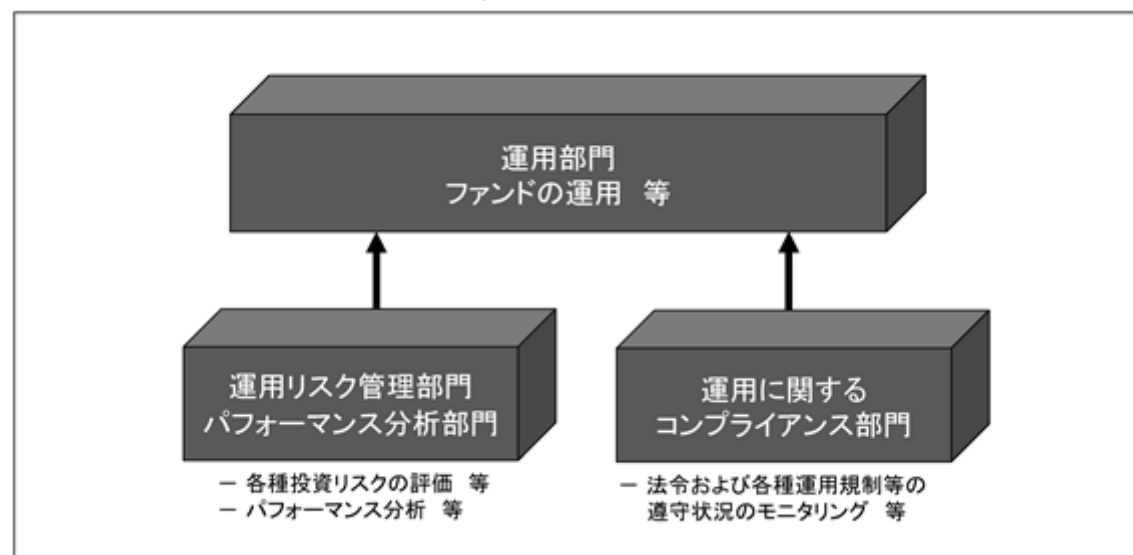 運用部門
ファンドの運用 等
運用リスク管理部門
パフォーマンス分析部門
－ 各種投資リスクの評価 等
－ パフォーマンス分析 等
運用に関する
コンプライアンス部門
－ 法令および各種運用規制等の
遵守状況のモニタリング 等